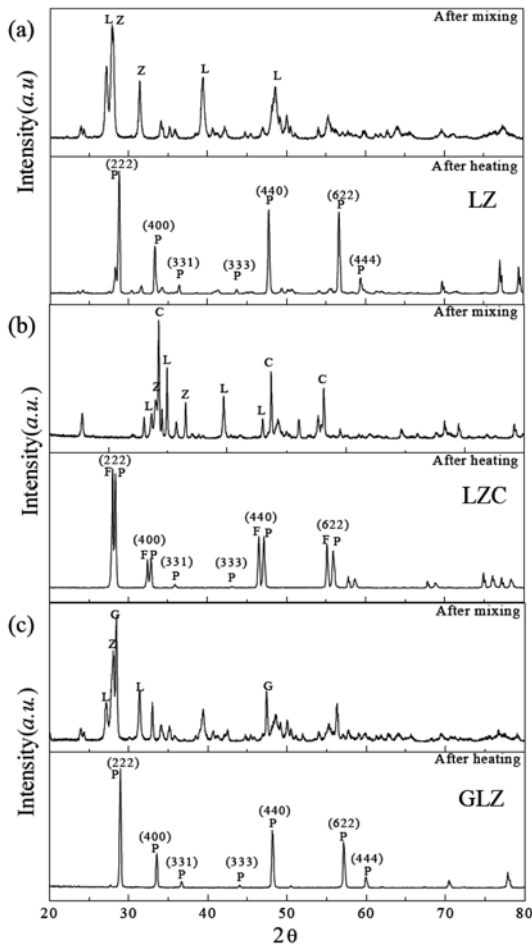 (a)
After mixing
L Z
Z
L
L
Intensity(a.u)
After heating
(222)
P
(400)
P
(331)
P
(333)
P
(440)
P
(622)
P
(444)
P
LZ
(b)
After mixing
C
L
Z
L
Z
L
L
C
C
Intensity(a.u.)
After heating
(222)
F P
(400)
F P
(331)
P
(333)
P
(440)
F P
(622)
F P
LZC
(c)
After mixing
G
Z
L
L
G
Intensity(a.u.)
After heating
(222)
P
(400)
P
(331)
P
(333)
P
(440)
P
(622)
P
(444)
P
GLZ
20 30 40 50 60 70 80
2θ